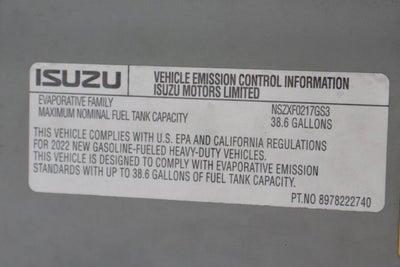 ISUZU
VEHICLE EMISSION CONTROL INFORMATION
ISUZU MOTORS LIMITED
EVAPORATIVE FAMILY NSZXF0217GS3
MAXIMUM NOMINAL FUEL TANK CAPACITY 38.6 GALLONS
THIS VEHICLE COMPLIES WITH U.S. EPA AND CALIFORNIA REGULATIONS
FOR 2022 NEW GASOLINE-FUELED HEAVY-DUTY VEHICLES.
THIS VEHICLE IS DESIGNED TO COMPLY WITH EVAPORATIVE EMISSION
STANDARDS WITH UP TO 38.6 GALLONS OF FUEL TANK CAPACITY.
PT.NO 8978222740